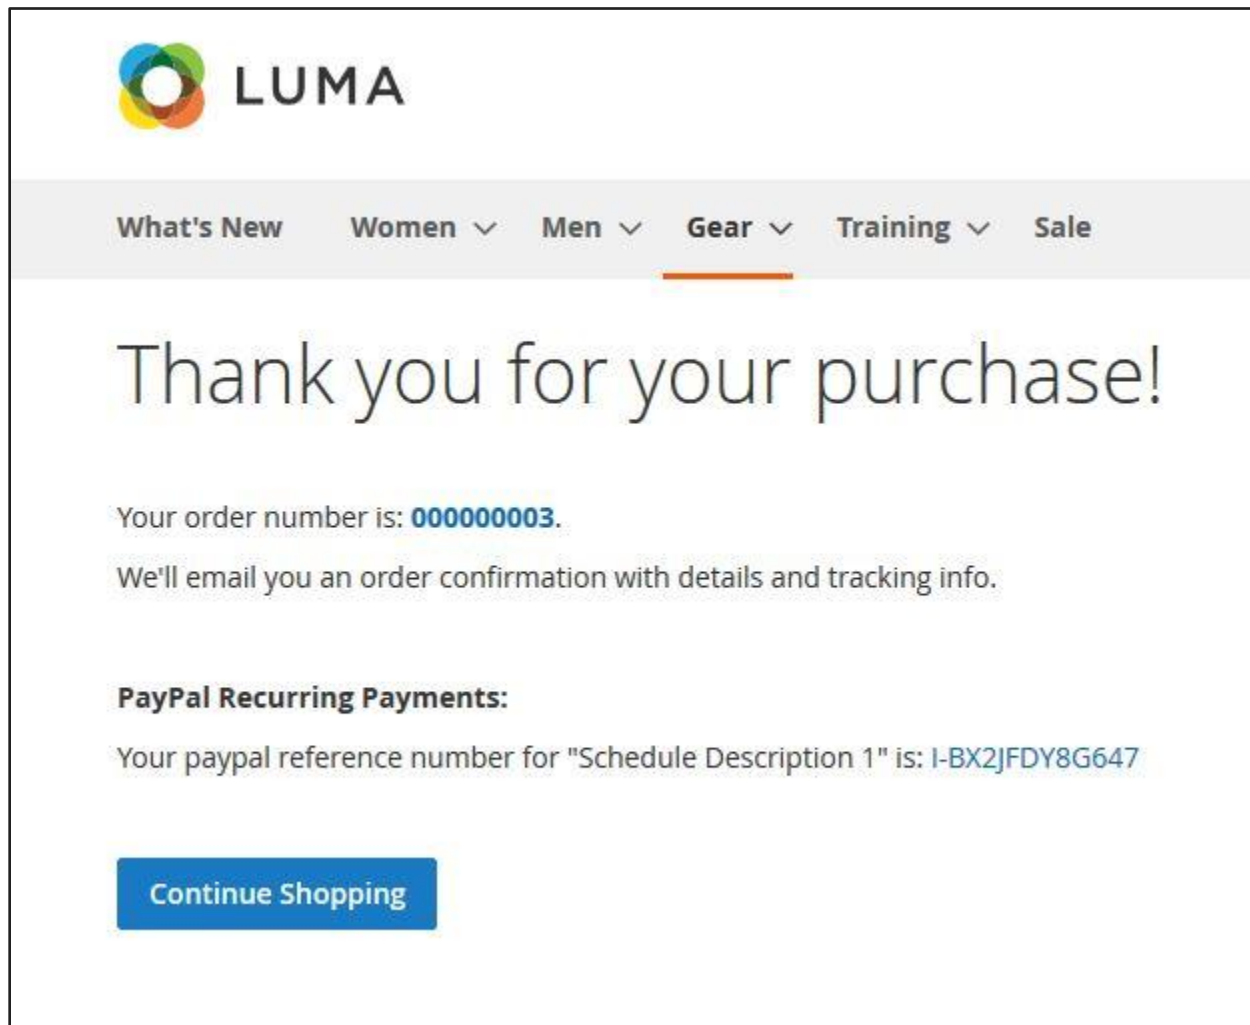 LUMA
What's New Women Men Gear Training Sale
Thank you for your purchase!
Your order number is: 000000003.
We'll email you an order confirmation with details and tracking info.
PayPal Recurring Payments:
Your paypal reference number for "Schedule Description 1" is: I-BX2JFDY8G647
Continue Shopping